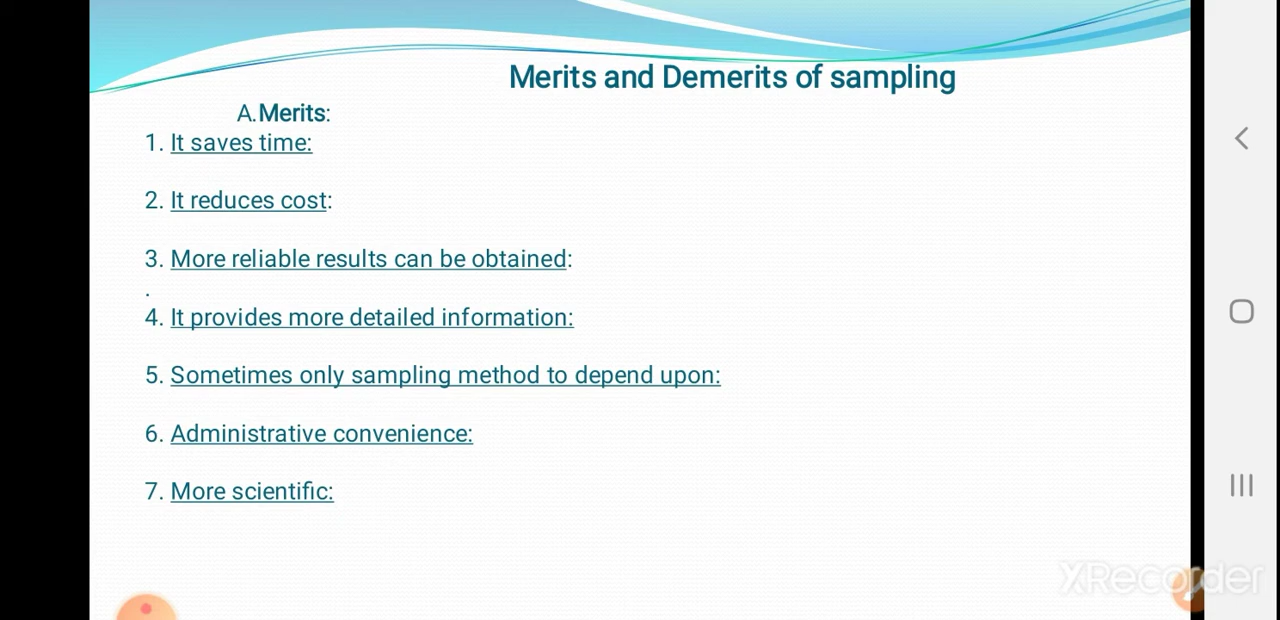 Merits and Demerits of sampling
A.Merits:
1. It saves time:
2. It reduces cost:
3. More reliable results can be obtained:
.
4. It provides more detailed information:
5. Sometimes only sampling method to depend upon:
6. Administrative convenience:
7. More scientific:
XRecorder